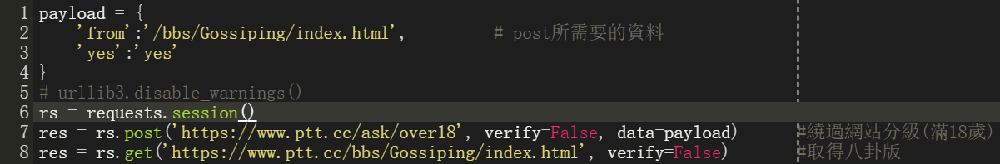 1 payload = {
2     'from':'/bbs/Gossiping/index.html',         # post所需要的資料
3     'yes':'yes'
4 }
5 # urllib3.disable_warnings()
6 rs = requests.session()
7 res = rs.post('https://www.ptt.cc/ask/over18', verify=False, data=payload)      #繞過網站分級(滿18歲)
8 res = rs.get('https://www.ptt.cc/bbs/Gossiping/index.html', verify=False)       #取得八卦版